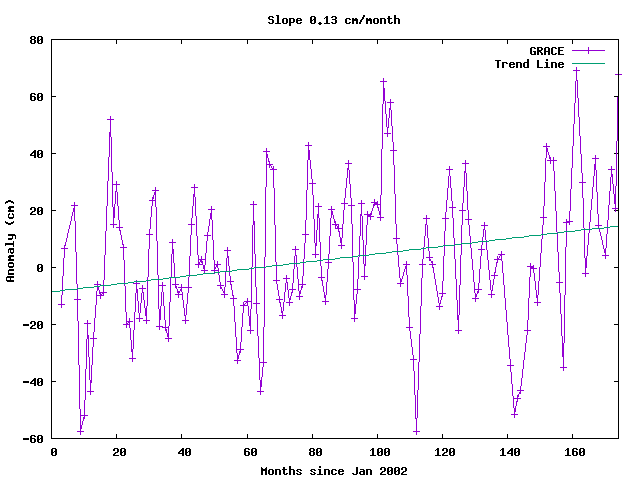 Slope 0.13 cm/month
GRACE
Trend Line
80
60
40
20
0
-20
-40
-60
Anomaly (cm)
0 20 40 60 80 100 120 140 160
Months since Jan 2002